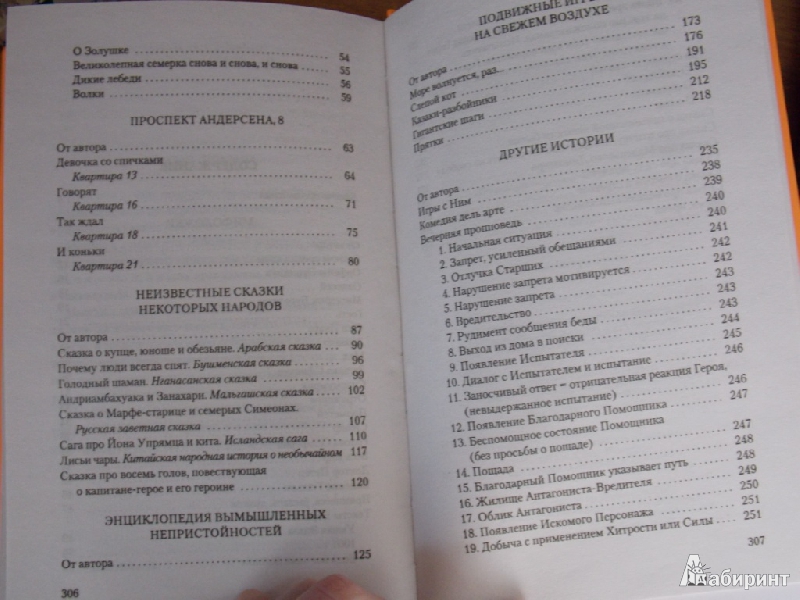 О Золушке 54
Великолепная семерка снова и снова, и снова 55
Дикие лебеди 56
Волки 59
ПРОСПЕКТ АНДЕРСЕНА, 8
От автора 63
Девочка со спичками
Квартира 13 64
Говорят
Квартира 16 71
Так ждал
Квартира 18 75
И коньки
Квартира 21 80
НЕИЗВЕСТНЫЕ СКАЗКИ
НЕКОТОРЫХ НАРОДОВ
От автора 87
Сказка о купце, юноше и обезьяне. Арабская сказка 90
Почему люди всегда спят. Бушменская сказка 96
Голодный шаман. Нганасанская сказка 99
Андриамбахуака и Занахари. Мальгашская сказка 102
Сказка о Марфе-старице и семерых Симеонах.
Русская заветная сказка 107
Сага про Йона Упрямца и кита. Исландская сага 110
Лисьи чары. Китайская народная история о необычайном 117
Сказка про восемь голов, повествующая
о капитане-герое и его героине 120
ЭНЦИКЛОПЕДИЯ ВЫМЫШЛЕННЫХ
НЕПРИСТОЙНОСТЕЙ
От автора 125
306
ПОДВИЖНЫЕ ИГРЫ
НА СВЕЖЕМ ВОЗДУХЕ
От автора 173
Море волнуется, раз... 176
Слепой кот 191
Казаки-разбойники 195
Гигантские шаги 212
Прятки 218
ДРУГИЕ ИСТОРИИ
От автора 235
Игры с Ним 238
Комедия дель арте 239
Вечерняя проповедь 240
1. Начальная ситуация 240
2. Запрет, усиленный обещаниями 241
3. Отлучка Старших 242
4. Нарушение запрета мотивируется 242
5. Нарушение запрета 243
6. Вредительство 243
7. Рудимент сообщения беды 243
8. Выход из дома в поиски 244
9. Появление Испытателя 245
10. Диалог с Испытателем и испытание 246
11. Заносчивый ответ – отрицательная реакция Героя,
(невыдержанное испытание) 246
12. Появление Благодарного Помощника 247
13. Беспомощное состояние Помощника
(без просьбы о пощаде) 247
14. Пощада 248
15. Благодарный Помощник указывает путь 248
16. Жилище Антагониста-Вредителя 249
17. Облик Антагониста 250
18. Появление Искомого Персонажа 251
19. Добыча с применением Хитрости или Силы 251
307
Лабиринт